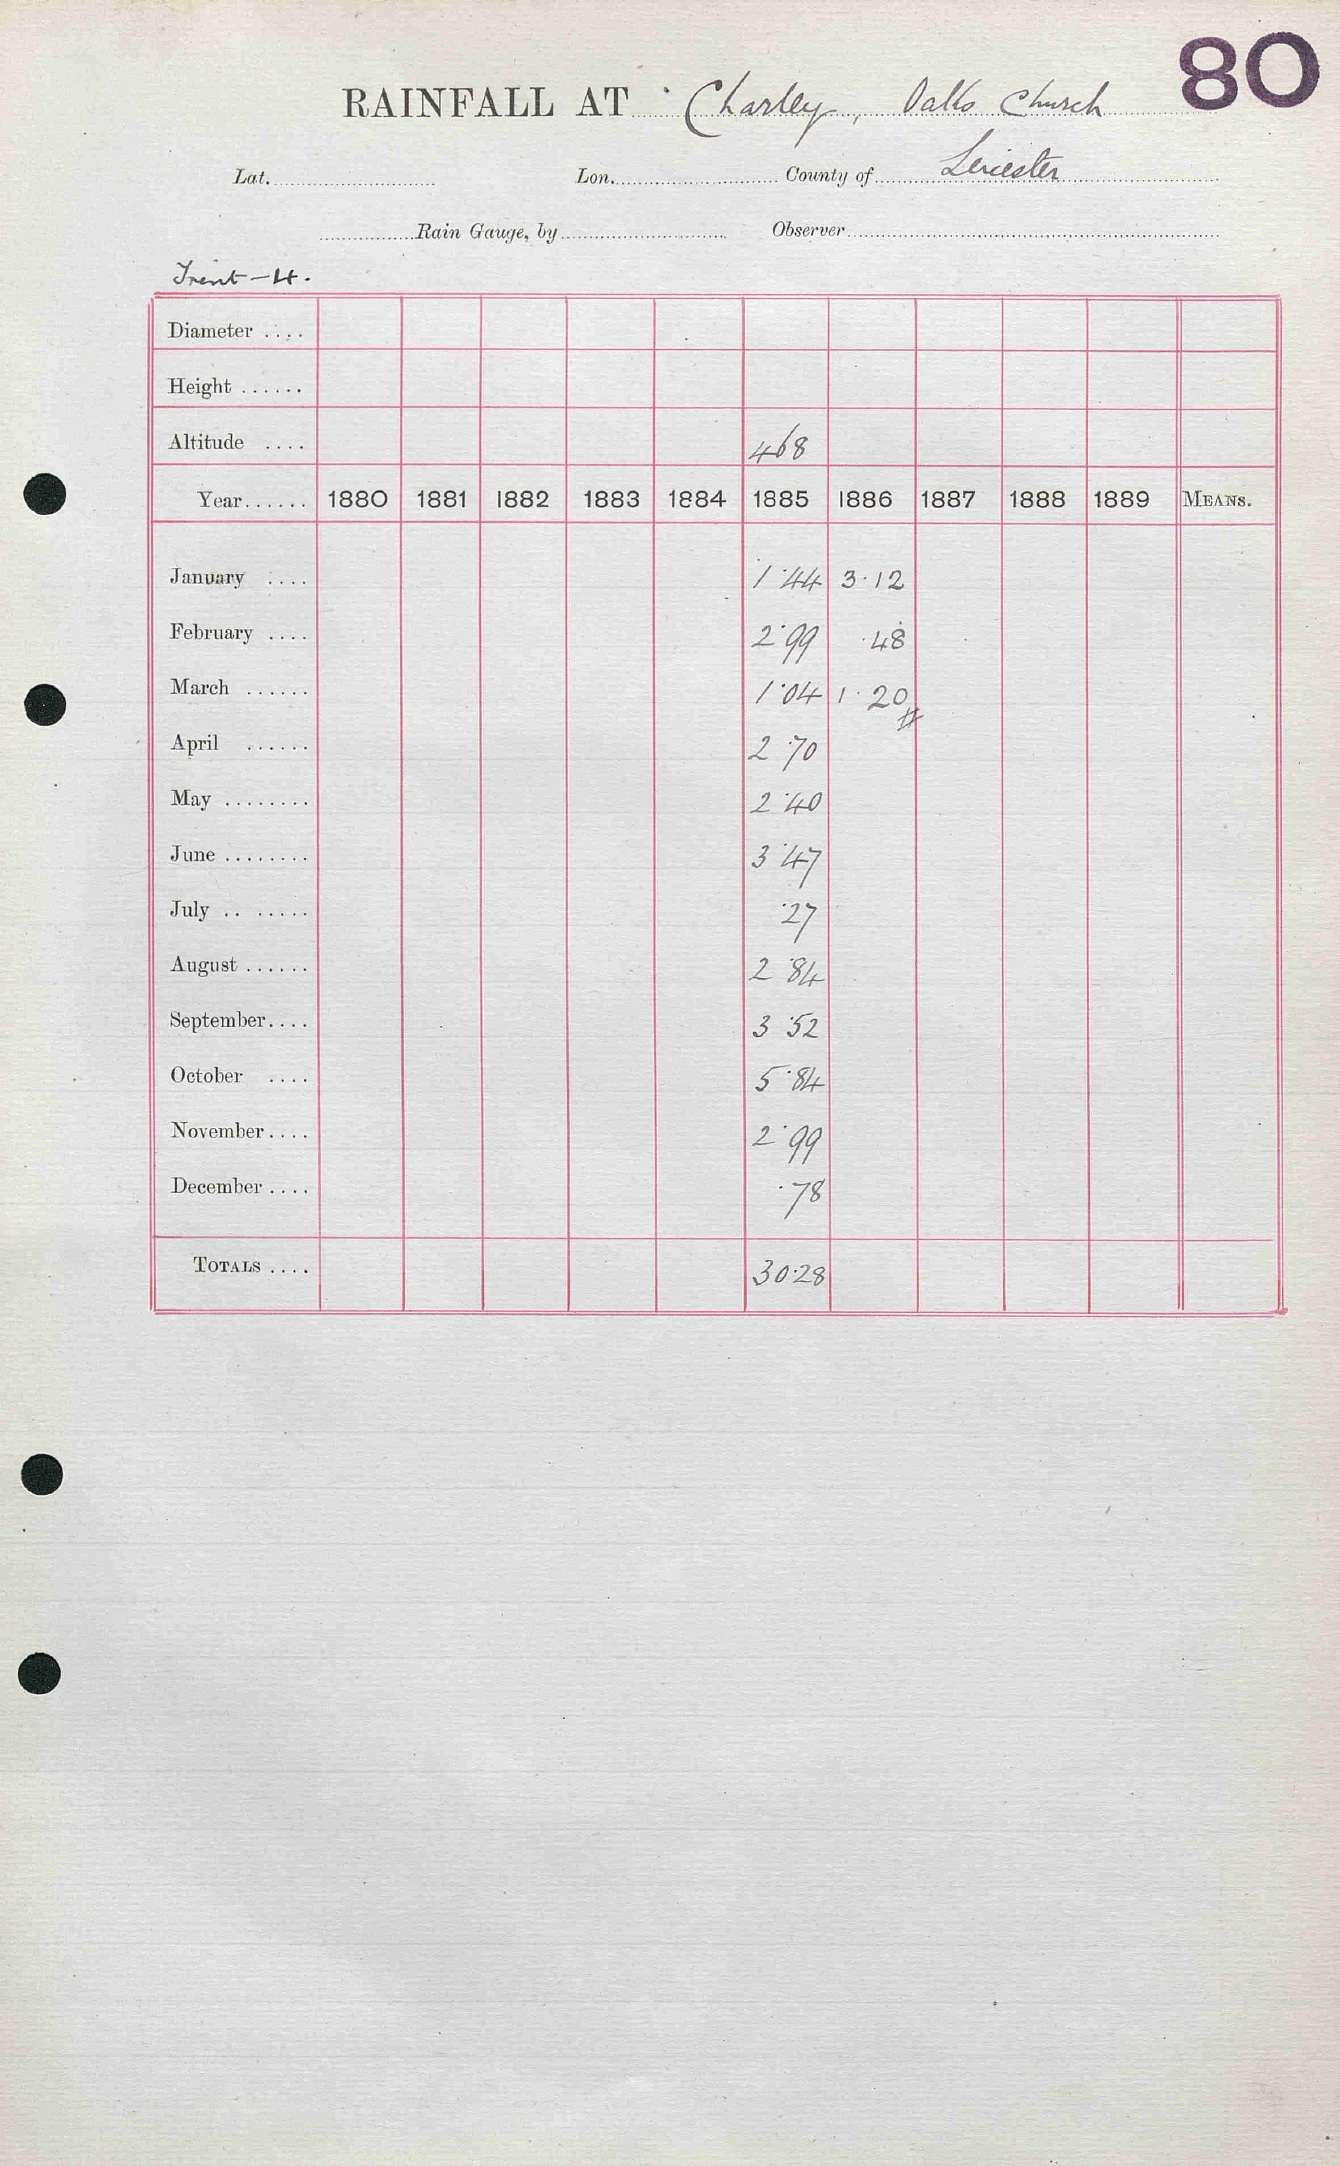 80
RAINFALL AT Charley, Oaks Church
Lat. Lon. County of Leicester
Rain Gauge, by Observer
Trent - 4.
Diameter ....
Height ......
Altitude .... 468
Year...... 1880 1881 1882 1883 1884 1885 1886 1887 1888 1889 MEANS.
January .... 1.44 3.12
February .... 2.99 .48
March ...... 1.04 1.20 #
April ...... 2.70
May ........ 2.40
June ........ 3.47
July .. ...... .27
August ...... 2.84
September.... 3.52
October .... 5.84
November.... 2.99
December .... .78
TOTALS .... 30.28